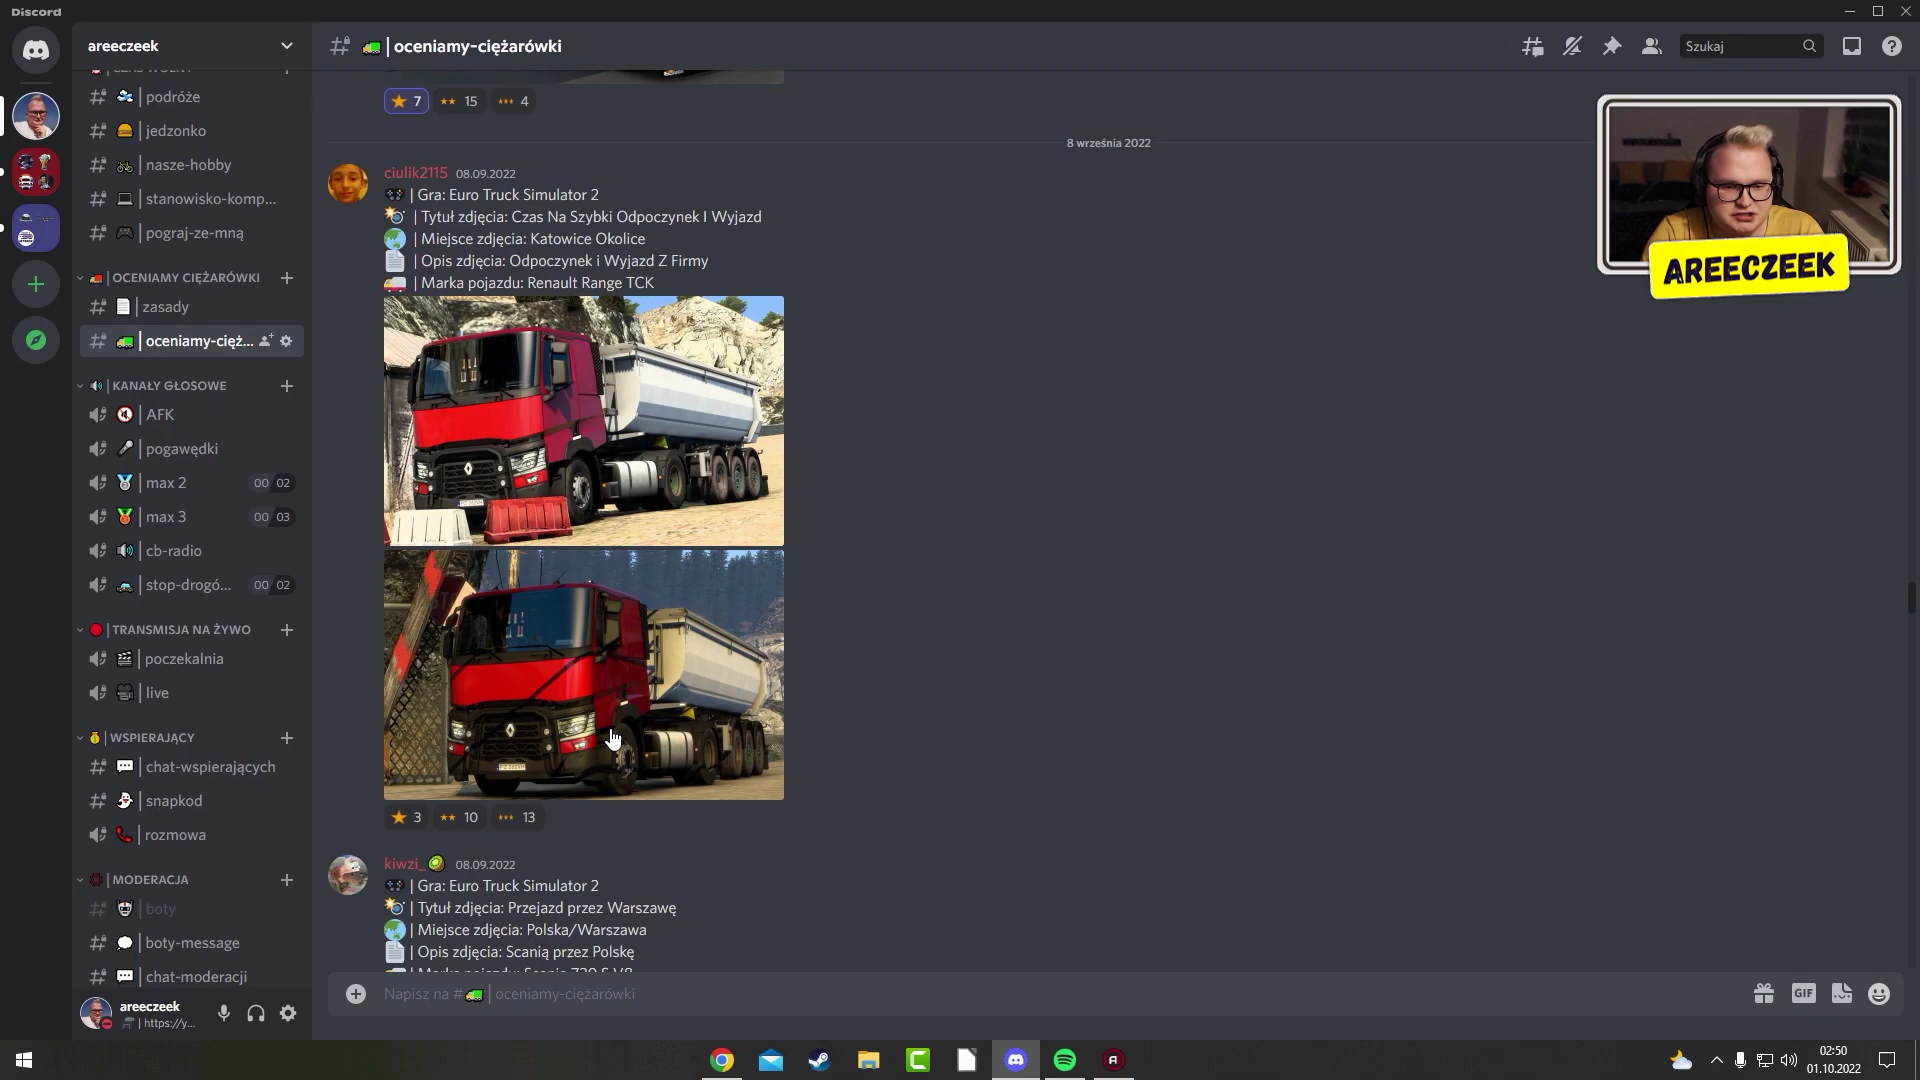 Discord
areeczeek
podróże
jedzonko
nasze-hobby
stanowisko-komp...
pograj-ze-mną
OCENIAMY CIĘŻARÓWKI
zasady
oceniamy-cięż...
KANAŁY GŁOSOWE
AFK
pogawędki
max 2 00 02
max 3 00 03
cb-radio
stop-drogó... 00 02
TRANSMISJA NA ŻYWO
poczekalnia
live
WSPIERAJĄCY
chat-wspierających
snapkod
rozmowa
MODERACJA
boty
boty-message
chat-moderacji
areeczeek
| https://y...
| oceniamy-ciężarówki
Szukaj
7 15 4
8 września 2022
ciulik2115 08.09.2022
| Gra: Euro Truck Simulator 2
| Tytuł zdjęcia: Czas Na Szybki Odpoczynek I Wyjazd
| Miejsce zdjęcia: Katowice Okolice
| Opis zdjęcia: Odpoczynek i Wyjazd Z Firmy
| Marka pojazdu: Renault Range TCK
3 10 13
kiwzi_ 08.09.2022
| Gra: Euro Truck Simulator 2
| Tytuł zdjęcia: Przejazd przez Warszawę
| Miejsce zdjęcia: Polska/Warszawa
| Opis zdjęcia: Scanią przez Polskę
Napisz na # | oceniamy-ciężarówki
GIF
AREECZEEK
02:50
01.10.2022